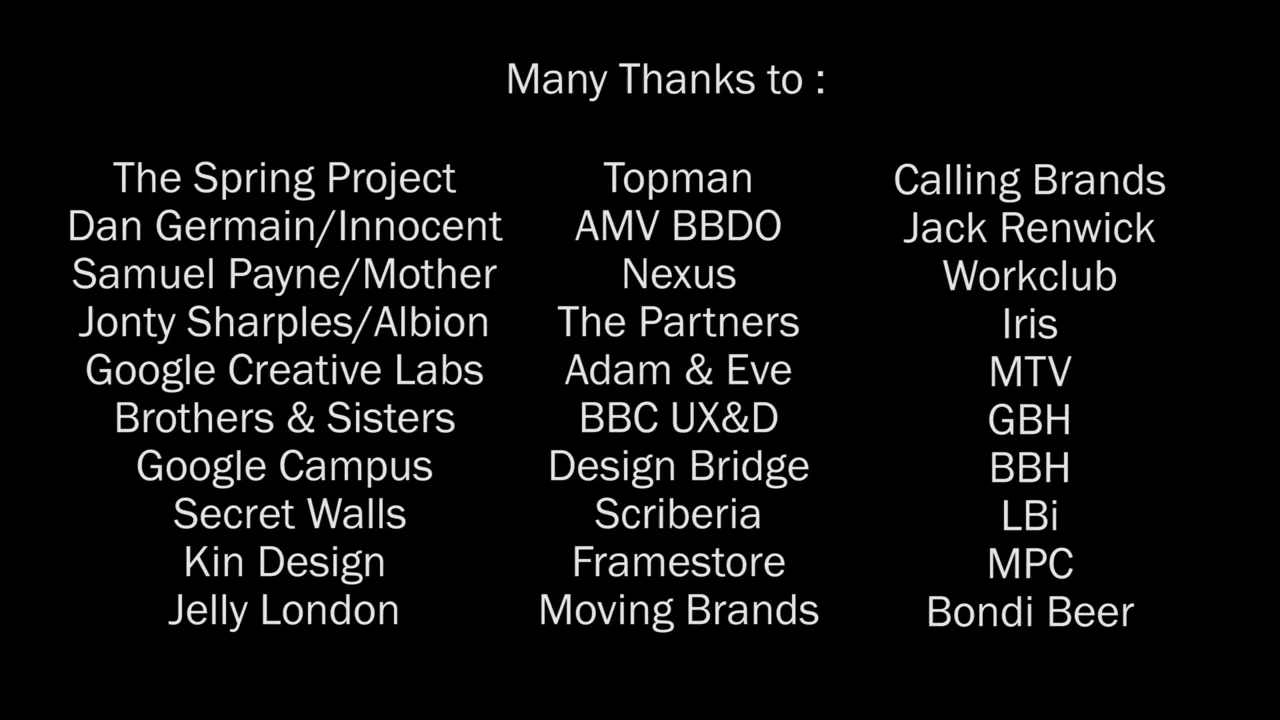 Many Thanks to :
The Spring Project
Dan Germain/Innocent
Samuel Payne/Mother
Jonty Sharples/Albion
Google Creative Labs
Brothers & Sisters
Google Campus
Secret Walls
Kin Design
Jelly London
Topman
AMV BBDO
Nexus
The Partners
Adam & Eve
BBC UX&D
Design Bridge
Scriberia
Framestore
Moving Brands
Calling Brands
Jack Renwick
Workclub
Iris
MTV
GBH
BBH
LBi
MPC
Bondi Beer